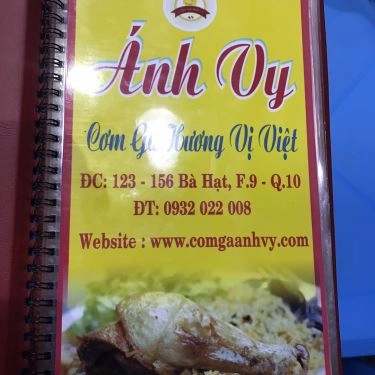 Ánh Vy
Cơm Gà Hương Vị Việt
ĐC: 123 - 156 Bà Hạt, F.9 - Q.10
ĐT: 0932 022 008
Website : www.comgaanhvy.com